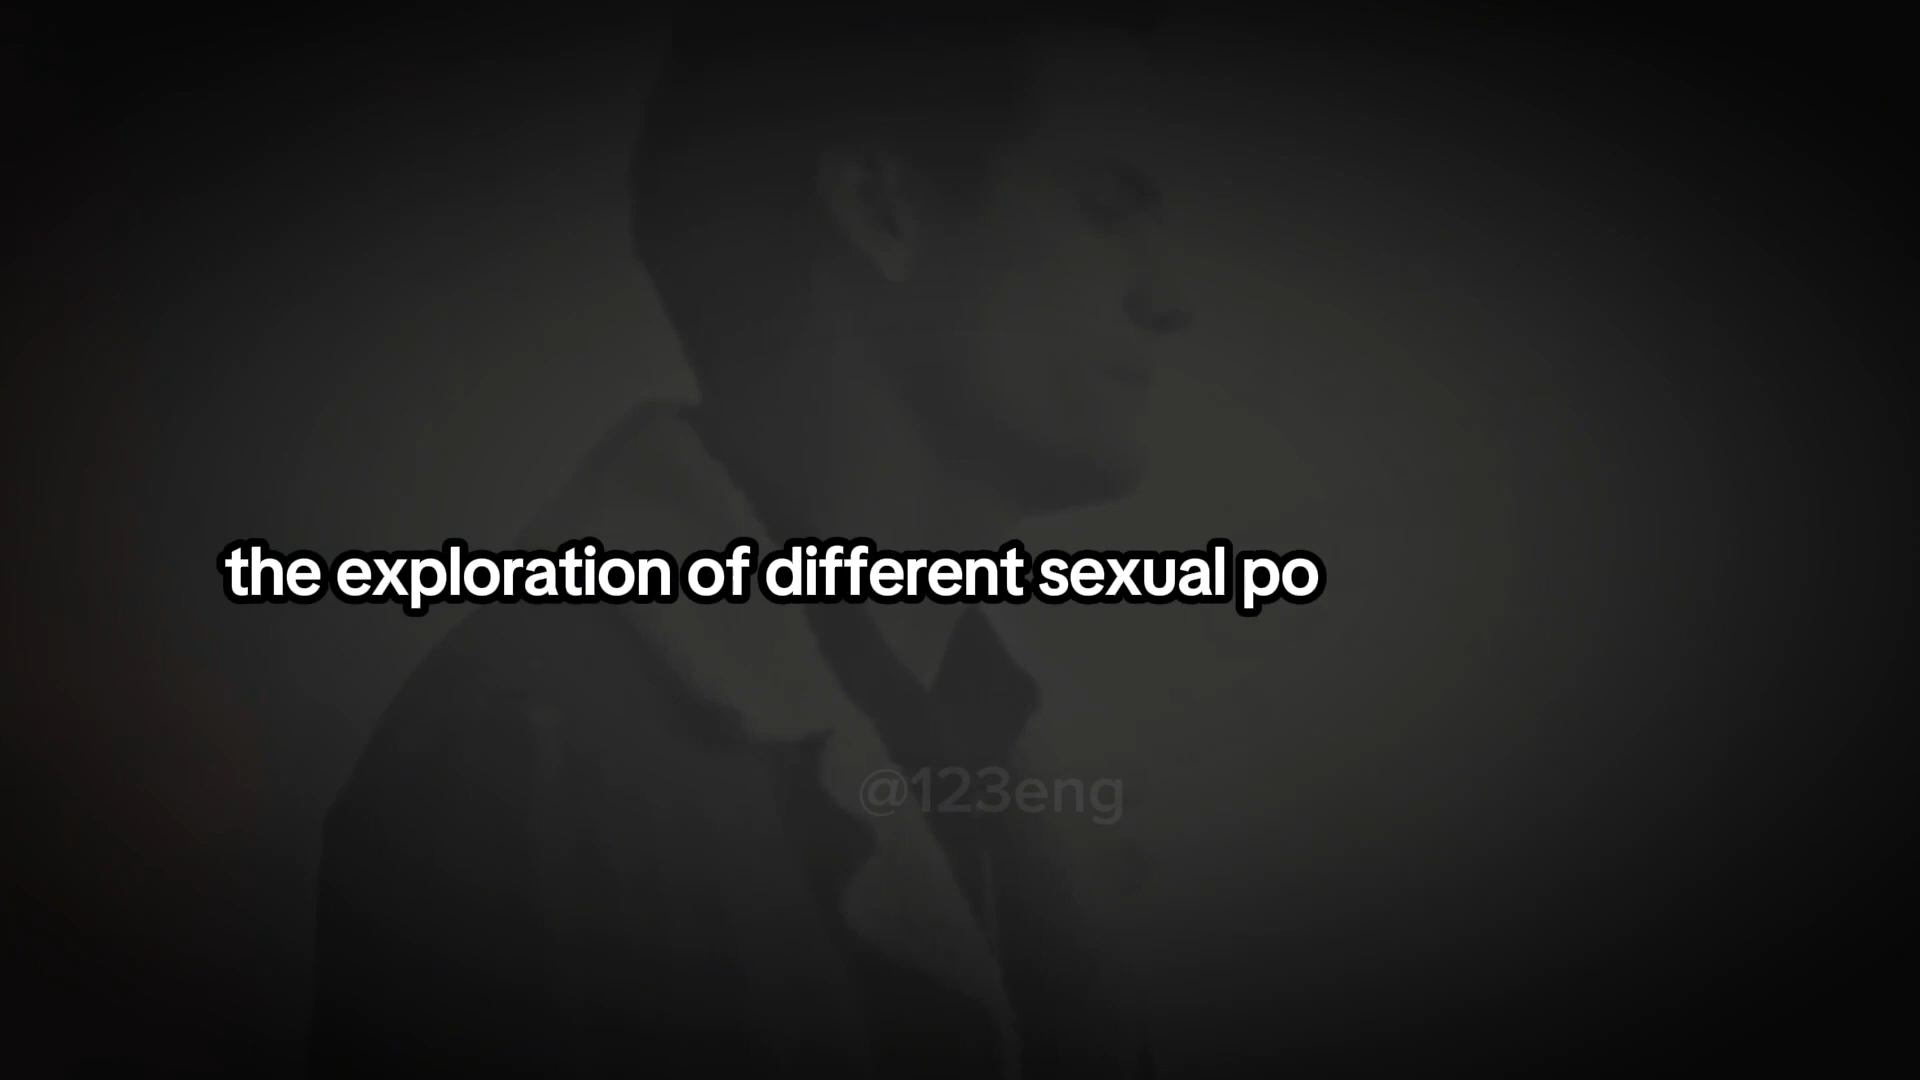 the exploration of different sexual po
@123eng